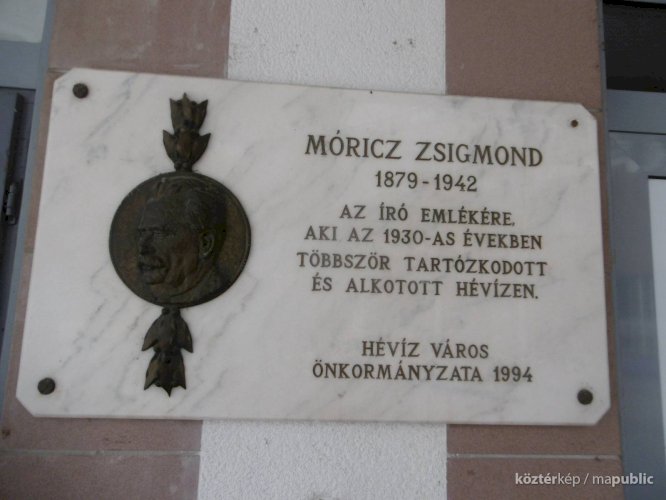 MÓRICZ ZSIGMOND
1879-1942
AZ ÍRÓ EMLÉKÉRE,
AKI AZ 1930-AS ÉVEKBEN
TÖBBSZÖR TARTÓZKODOTT
ÉS ALKOTOTT HÉVÍZEN.
HÉVÍZ VÁROS
ÖNKORMÁNYZATA 1994
köztérkép / mapublic